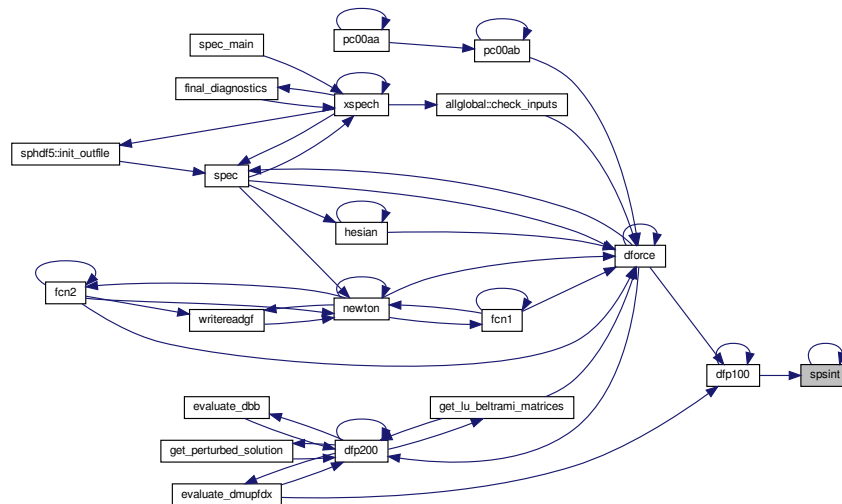 pc00aa
pc00ab
spec_main
final_diagnostics
xspech
allglobal::check_inputs
sphdf5::init_outfile
spec
hesian
dforce
fcn2
newton
writereadgf
fcn1
dfp100
spsint
evaluate_dbb
get_lu_beltrami_matrices
get_perturbed_solution
dfp200
evaluate_dmupfdx